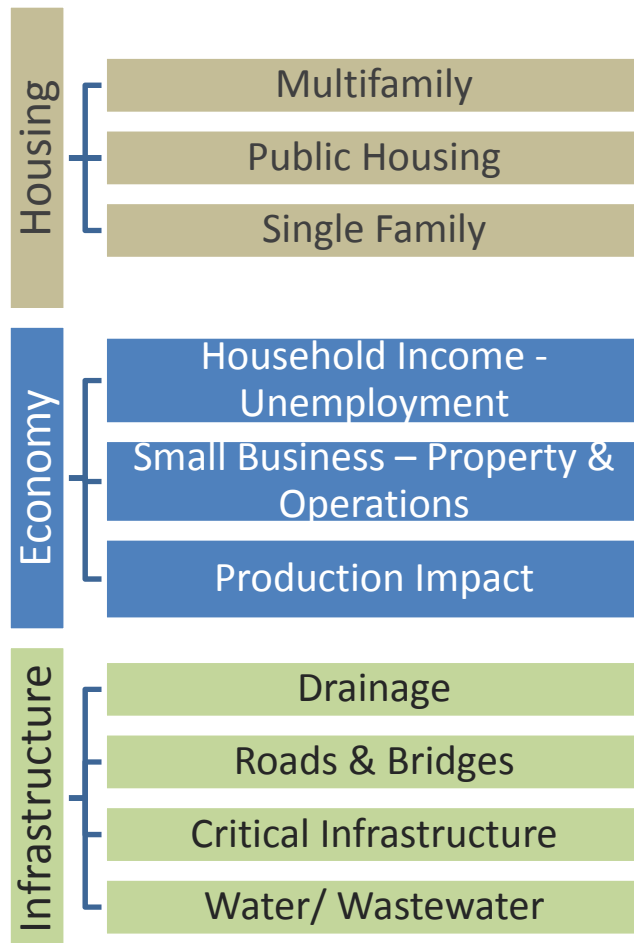 Housing
Multifamily
Public Housing
Single Family
Economy
Household Income -
Unemployment
Small Business – Property &
Operations
Production Impact
Infrastructure
Drainage
Roads & Bridges
Critical Infrastructure
Water/ Wastewater